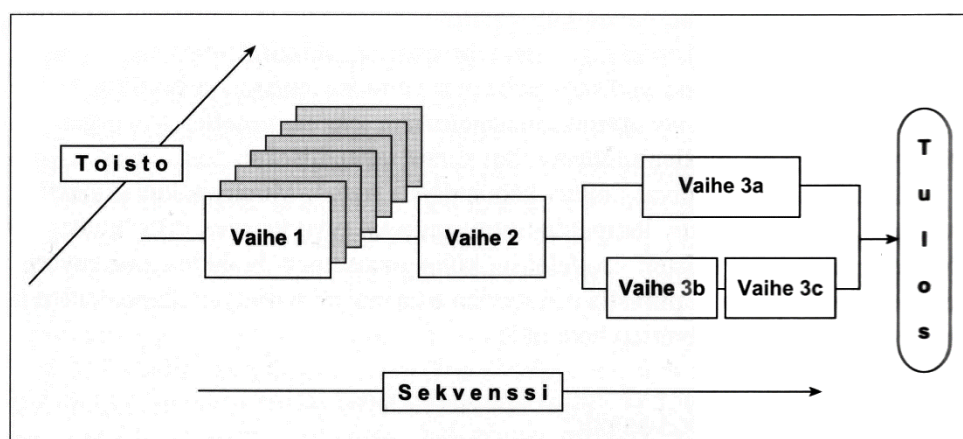 Toisto
Vaihe 1
Vaihe 2
Vaihe 3a
Vaihe 3b
Vaihe 3c
Tulos
Sekvenssi